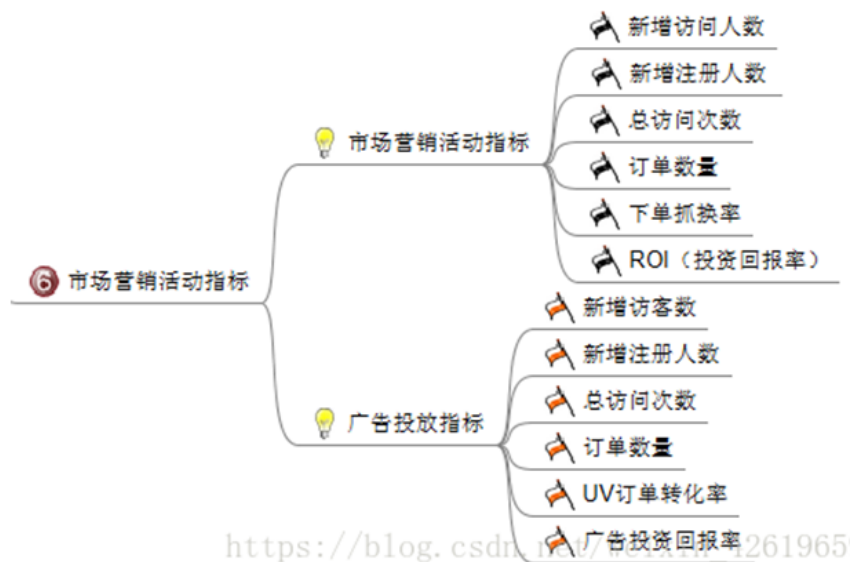 新增访问人数
新增注册人数
总访问次数
市场营销活动指标
订单数量
下单抓换率
ROI（投资回报率）
6 市场营销活动指标
新增访客数
新增注册人数
总访问次数
广告投放指标
订单数量
UV订单转化率
广告投资回报率
https://blog.csdn.net/